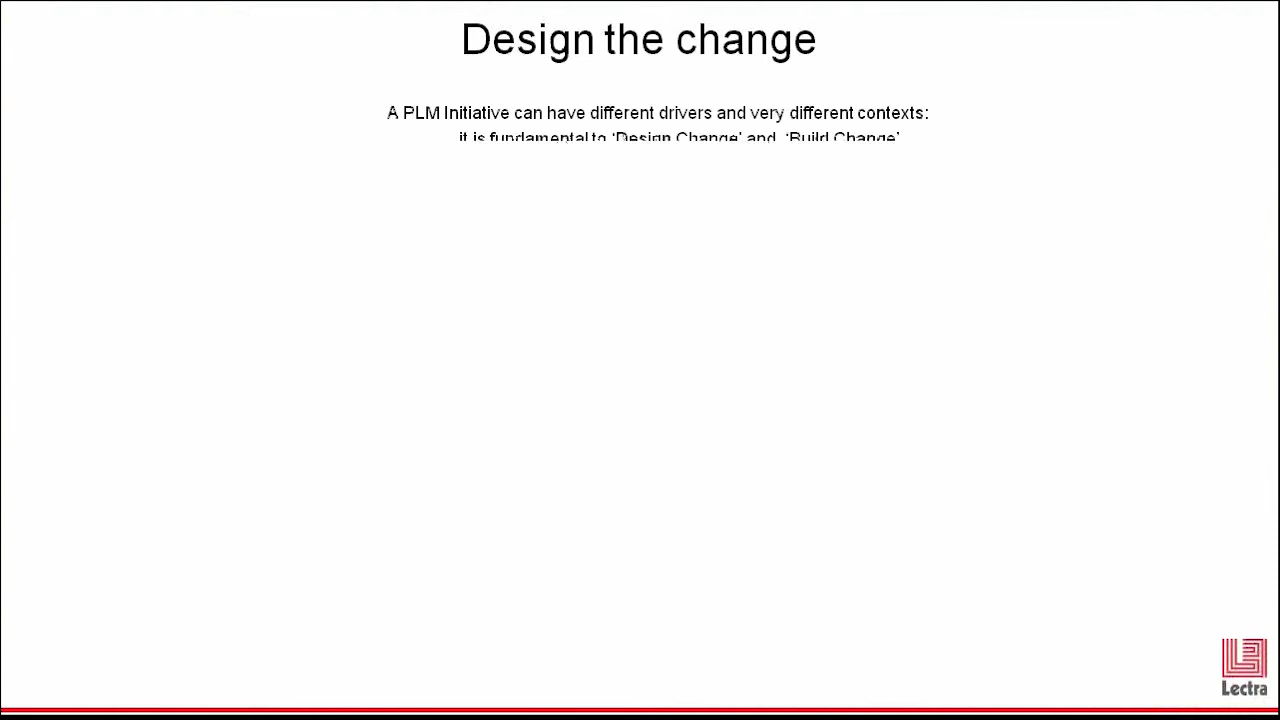 Design the change
A PLM Initiative can have different drivers and very different contexts:
it is fundamental to ‘Design Change’ and ‘Build Change’
Lectra